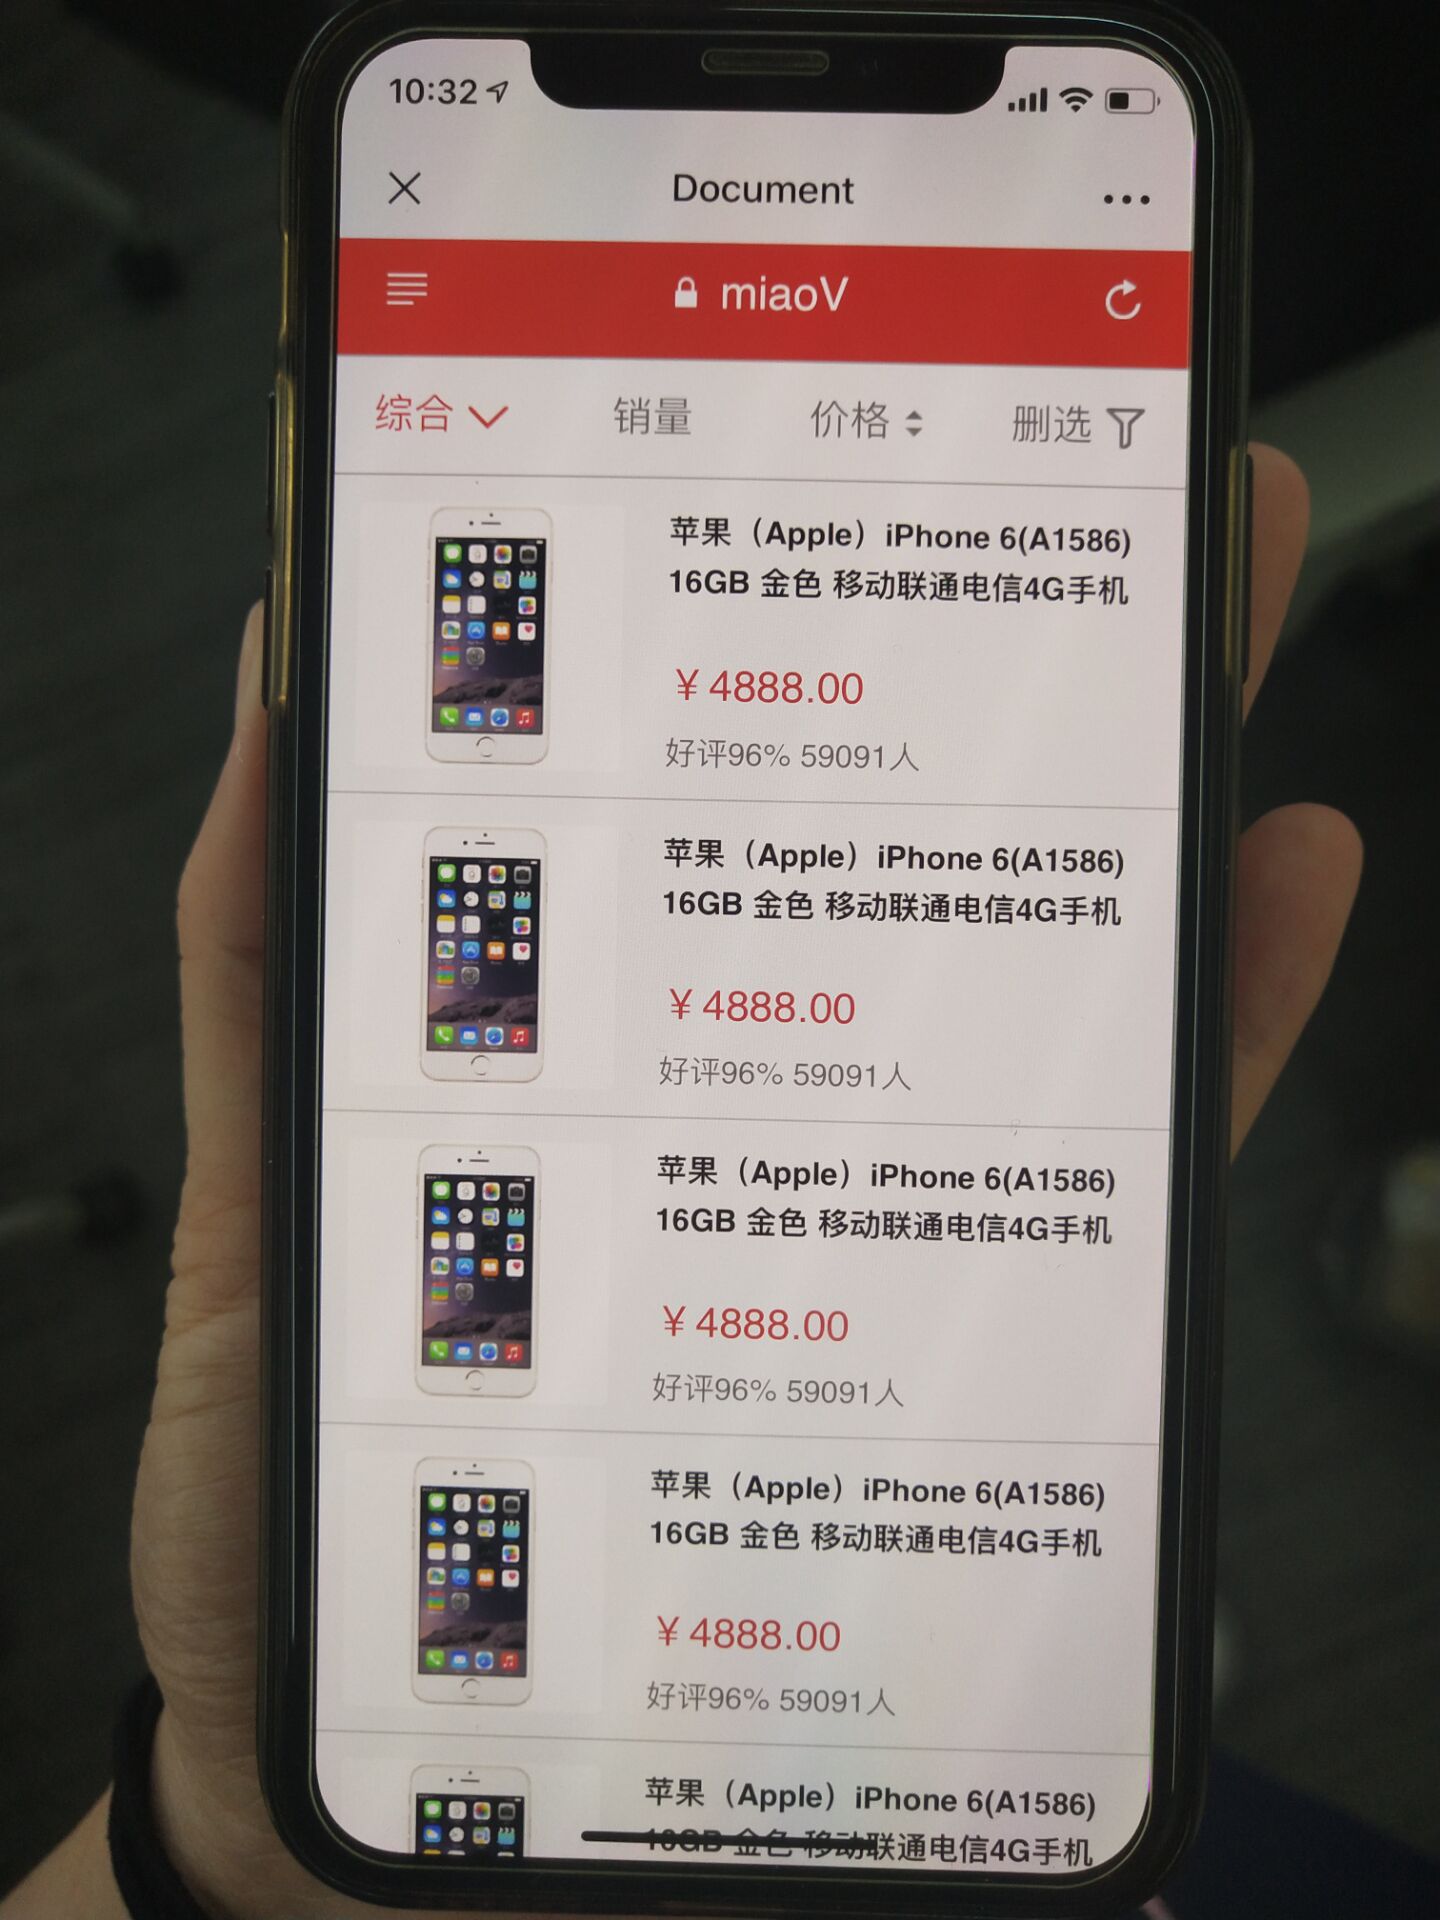 10:32
Document
miaoV
综合
销量
价格
删选
苹果（Apple）iPhone 6(A1586)
16GB 金色 移动联通电信4G手机
￥4888.00
好评96% 59091人
苹果（Apple）iPhone 6(A1586)
16GB 金色 移动联通电信4G手机
￥4888.00
好评96% 59091人
苹果（Apple）iPhone 6(A1586)
16GB 金色 移动联通电信4G手机
￥4888.00
好评96% 59091人
苹果（Apple）iPhone 6(A1586)
16GB 金色 移动联通电信4G手机
￥4888.00
好评96% 59091人
苹果（Apple）iPhone 6(A1586)
16GB 金色 移动联通电信4G手机